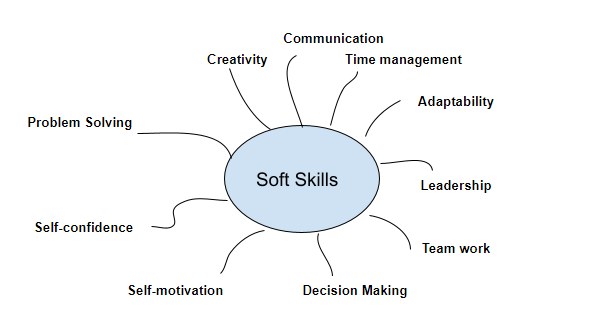 Communication
Creativity
Time management
Adaptability
Problem Solving
Soft Skills
Leadership
Self-confidence
Team work
Self-motivation
Decision Making